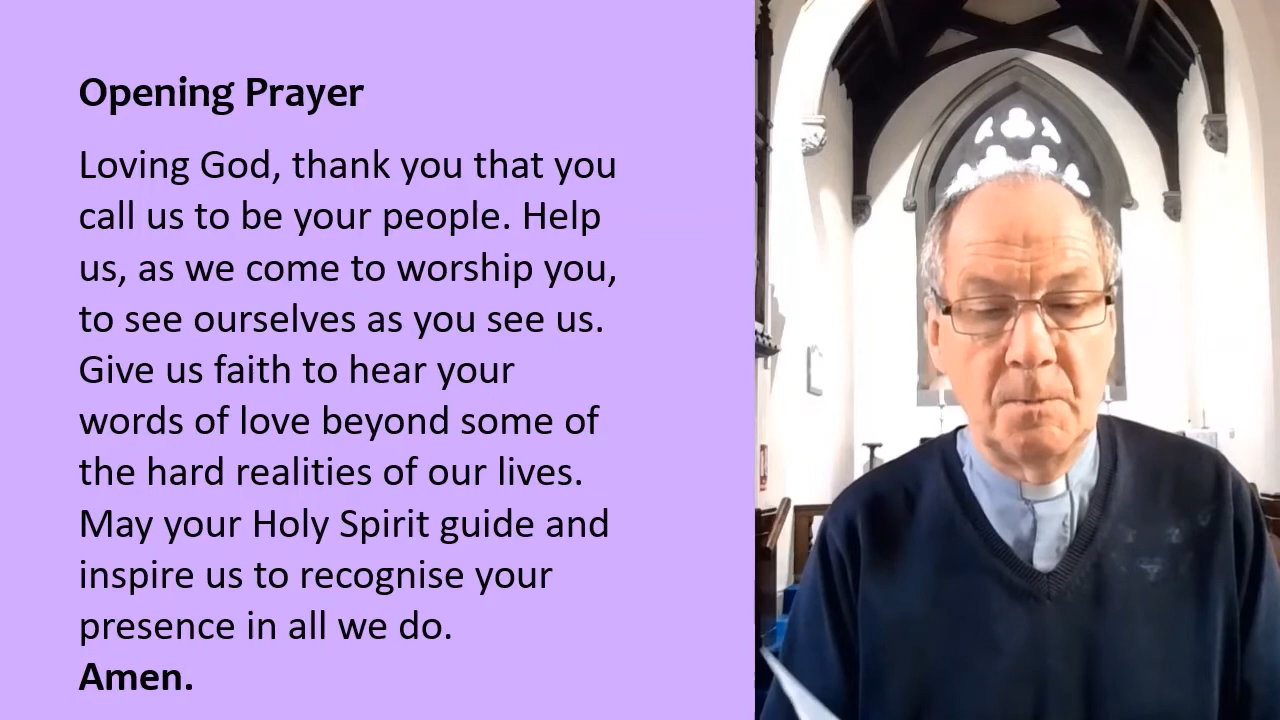 Opening Prayer
Loving God, thank you that you
call us to be your people. Help
us, as we come to worship you,
to see ourselves as you see us.
Give us faith to hear your
words of love beyond some of
the hard realities of our lives.
May your Holy Spirit guide and
inspire us to recognise your
presence in all we do.
Amen.